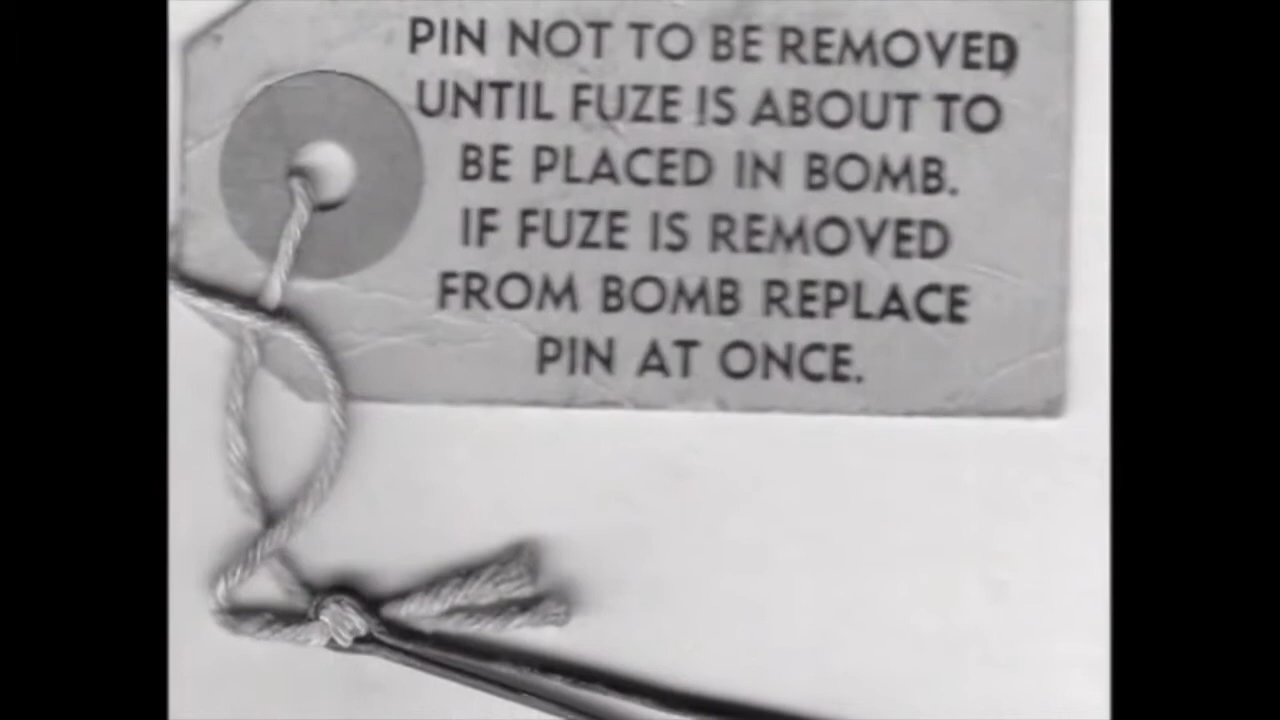 PIN NOT TO BE REMOVED
UNTIL FUZE IS ABOUT TO
BE PLACED IN BOMB.
IF FUZE IS REMOVED
FROM BOMB REPLACE
PIN AT ONCE.